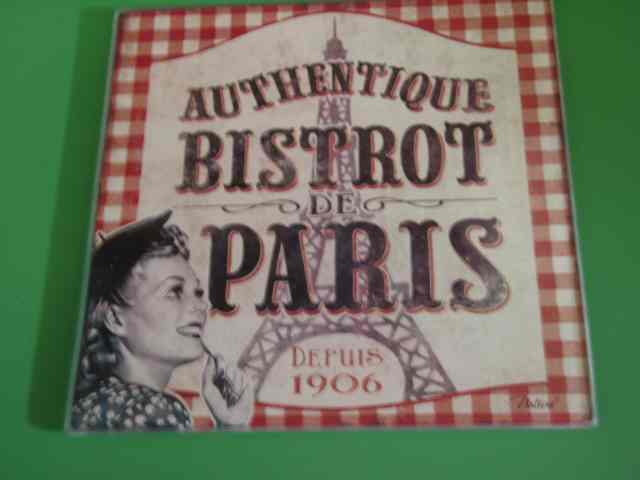 AUTHENTIQUE
BISTROT
DE
PARIS
DEPUIS
1906